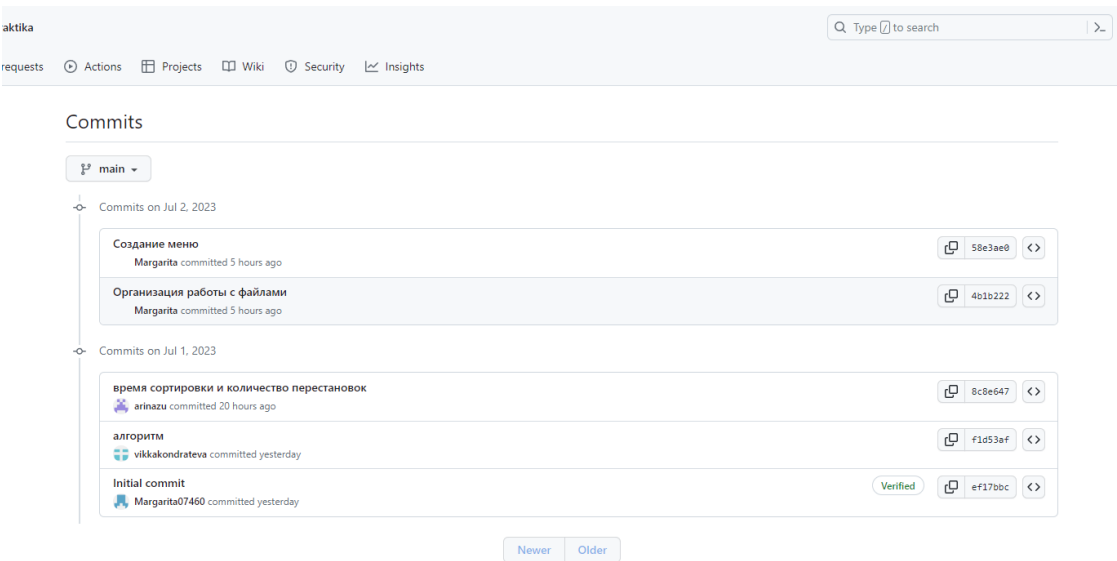 aktika
Type / to search
requests Actions Projects Wiki Security Insights
Commits
main
Commits on Jul 2, 2023
Создание меню
58e3ae0
Margarita committed 5 hours ago
Организация работы с файлами
4b1b222
Margarita committed 5 hours ago
Commits on Jul 1, 2023
время сортировки и количество перестановок
8c8e647
arinazu committed 20 hours ago
алгоритм
f1d53af
vikkakondrateva committed yesterday
Initial commit
Verified ef17bbc
Margarita07460 committed yesterday
Newer Older